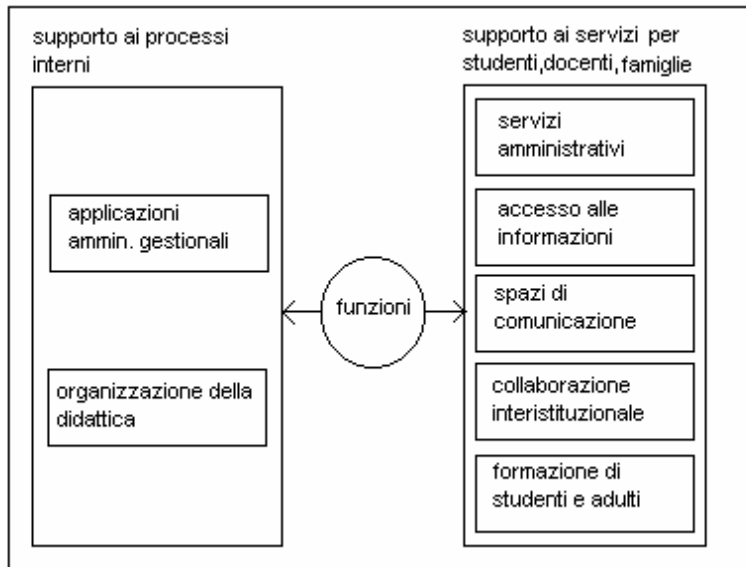 supporto ai processi
interni
applicazioni
ammin. gestionali
organizzazione della
didattica
funzioni
supporto ai servizi per
studenti,docenti,famiglie
servizi
amministrativi
accesso alle
informazioni
spazi di
comunicazione
collaborazione
interistituzionale
formazione di
studenti e adulti